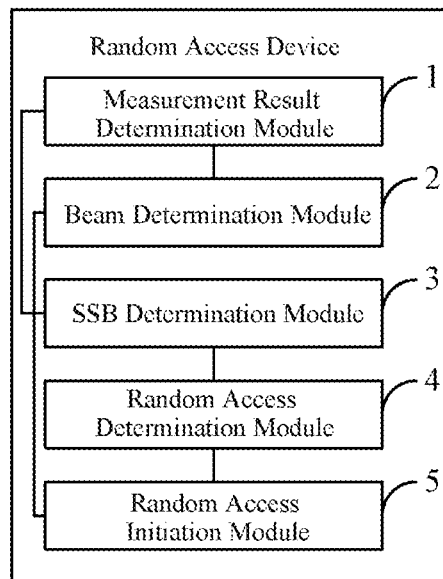 Random Access Device
1
Measurement Result
Determination Module
2
Beam Determination Module
3
SSB Determination Module
4
Random Access
Determination Module
5
Random Access
Initiation Module